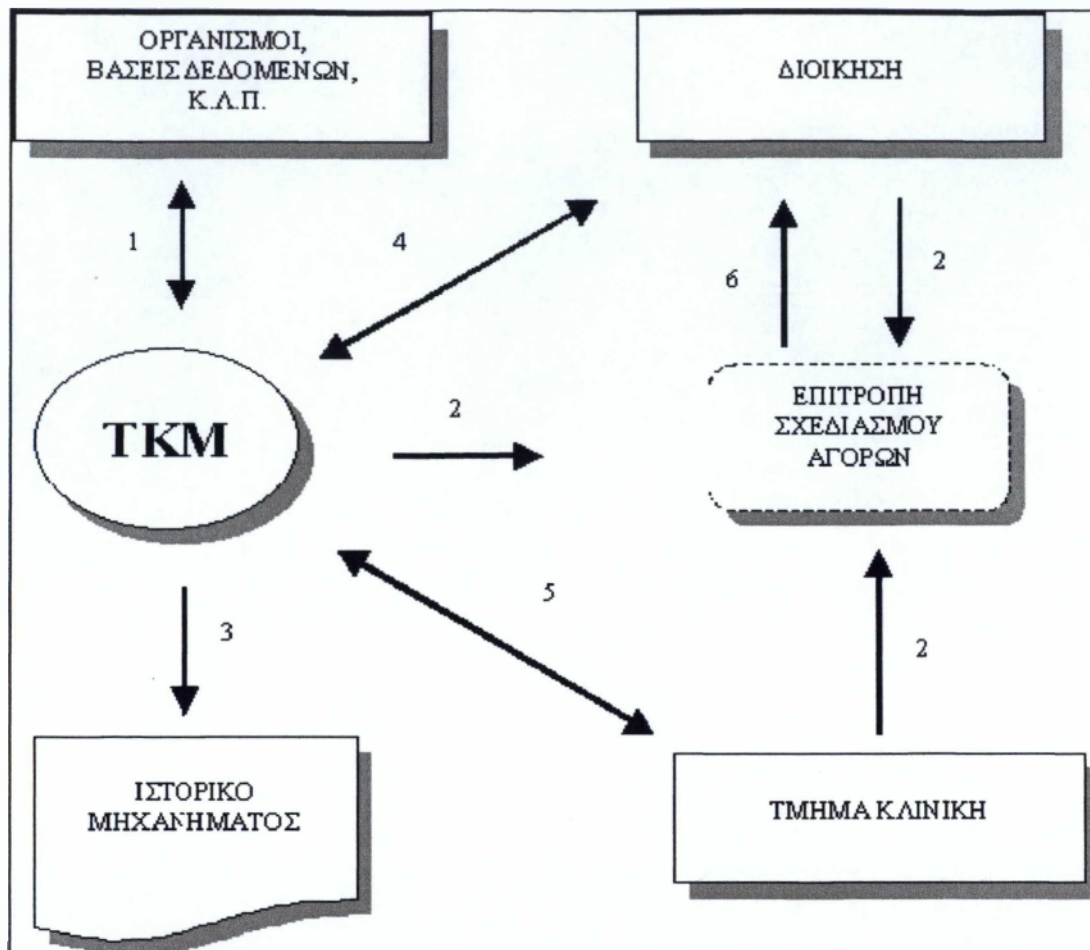 ΟΡΓΑΝΙΣΜΟΙ,
ΒΑΣΕΙΣ ΔΕΔΟΜΕΝΩΝ,
Κ.Λ.Π.
ΔΙΟΙΚΗΣΗ
1
4
6
2
ΤΚΜ
2
ΕΠΙΤΡΟΠΗ
ΣΧΕΔΙΑΣΜΟΥ
ΑΓΟΡΩΝ
3
5
2
ΙΣΤΟΡΙΚΟ
ΜΗΧΑΝΗΜΑΤΟΣ
ΤΜΗΜΑ ΚΛΙΝΙΚΗ